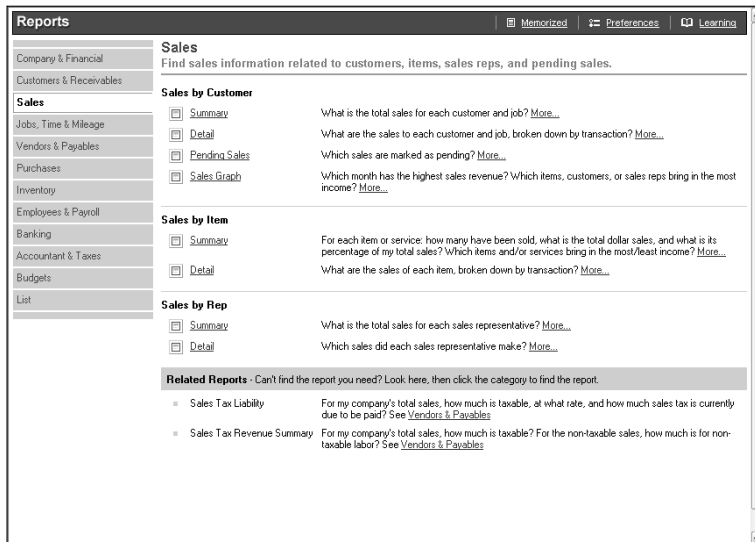 Reports
Memorized
Preferences
Learning
Company & Financial
Customers & Receivables
Sales
Jobs, Time & Mileage
Vendors & Payables
Purchases
Inventory
Employees & Payroll
Banking
Accountant & Taxes
Budgets
List
Sales
Find sales information related to customers, items, sales reps, and pending sales.
Sales by Customer
Summary What is the total sales for each customer and job? More...
Detail What are the sales to each customer and job, broken down by transaction? More...
Pending Sales Which sales are marked as pending? More...
Sales Graph Which month has the highest sales revenue? Which items, customers, or sales reps bring in the most
income? More...
Sales by Item
Summary For each item or service: how many have been sold, what is the total dollar sales, and what is its
percentage of my total sales? Which items and/or services bring in the most/least income? More...
Detail What are the sales of each item, broken down by transaction? More...
Sales by Rep
Summary What is the total sales for each sales representative? More...
Detail Which sales did each sales representative make? More...
Related Reports - Can't find the report you need? Look here, then click the category to find the report.
Sales Tax Liability For my company's total sales, how much is taxable, at what rate, and how much sales tax is currently
due to be paid? See Vendors & Payables
Sales Tax Revenue Summary For my company's total sales, how much is taxable? For the non-taxable sales, how much is for non-
taxable labor? See Vendors & Payables